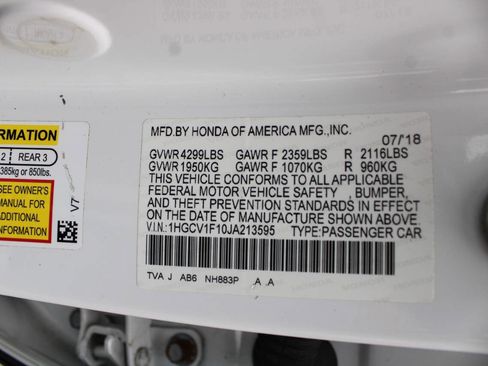 MFD.BY HONDA OF AMERICA MFG.,INC.
07/18
GVWR 4299LBS GAWR F 2359LBS R 2116LBS
GVWR 1950KG GAWR F 1070KG R 960KG
THIS VEHICLE CONFORMS TO ALL APPLICABLE
FEDERAL MOTOR VEHICLE SAFETY , BUMPER,
AND THEFT PREVENTION STANDARDS IN EFFECT
ON THE DATE OF MANUFACTURE SHOWN ABOVE.
V.I.N:1HGCV1F10JA213595 TYPE:PASSENGER CAR
TVA J AB6 NH883P A A
ORMATION
2 REAR 3
385kg or 850lbs.
SEE OWNER'S
MANUAL FOR
ADDITIONAL
V7